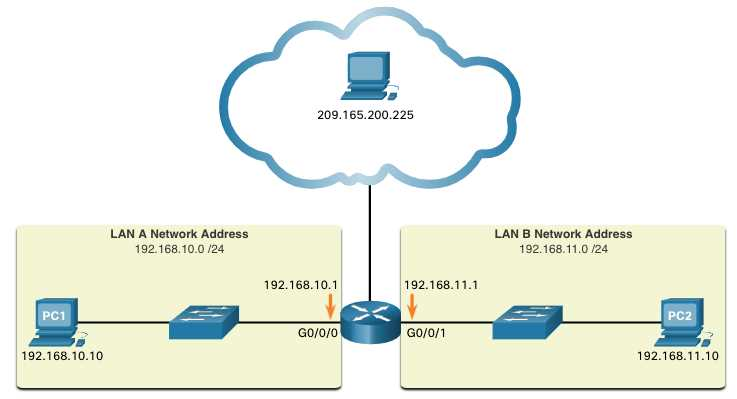 209.165.200.225
LAN A Network Address
192.168.10.0 /24
LAN B Network Address
192.168.11.0 /24
192.168.10.1
192.168.11.1
PC1
PC2
G0/0/0
G0/0/1
192.168.10.10
192.168.11.10